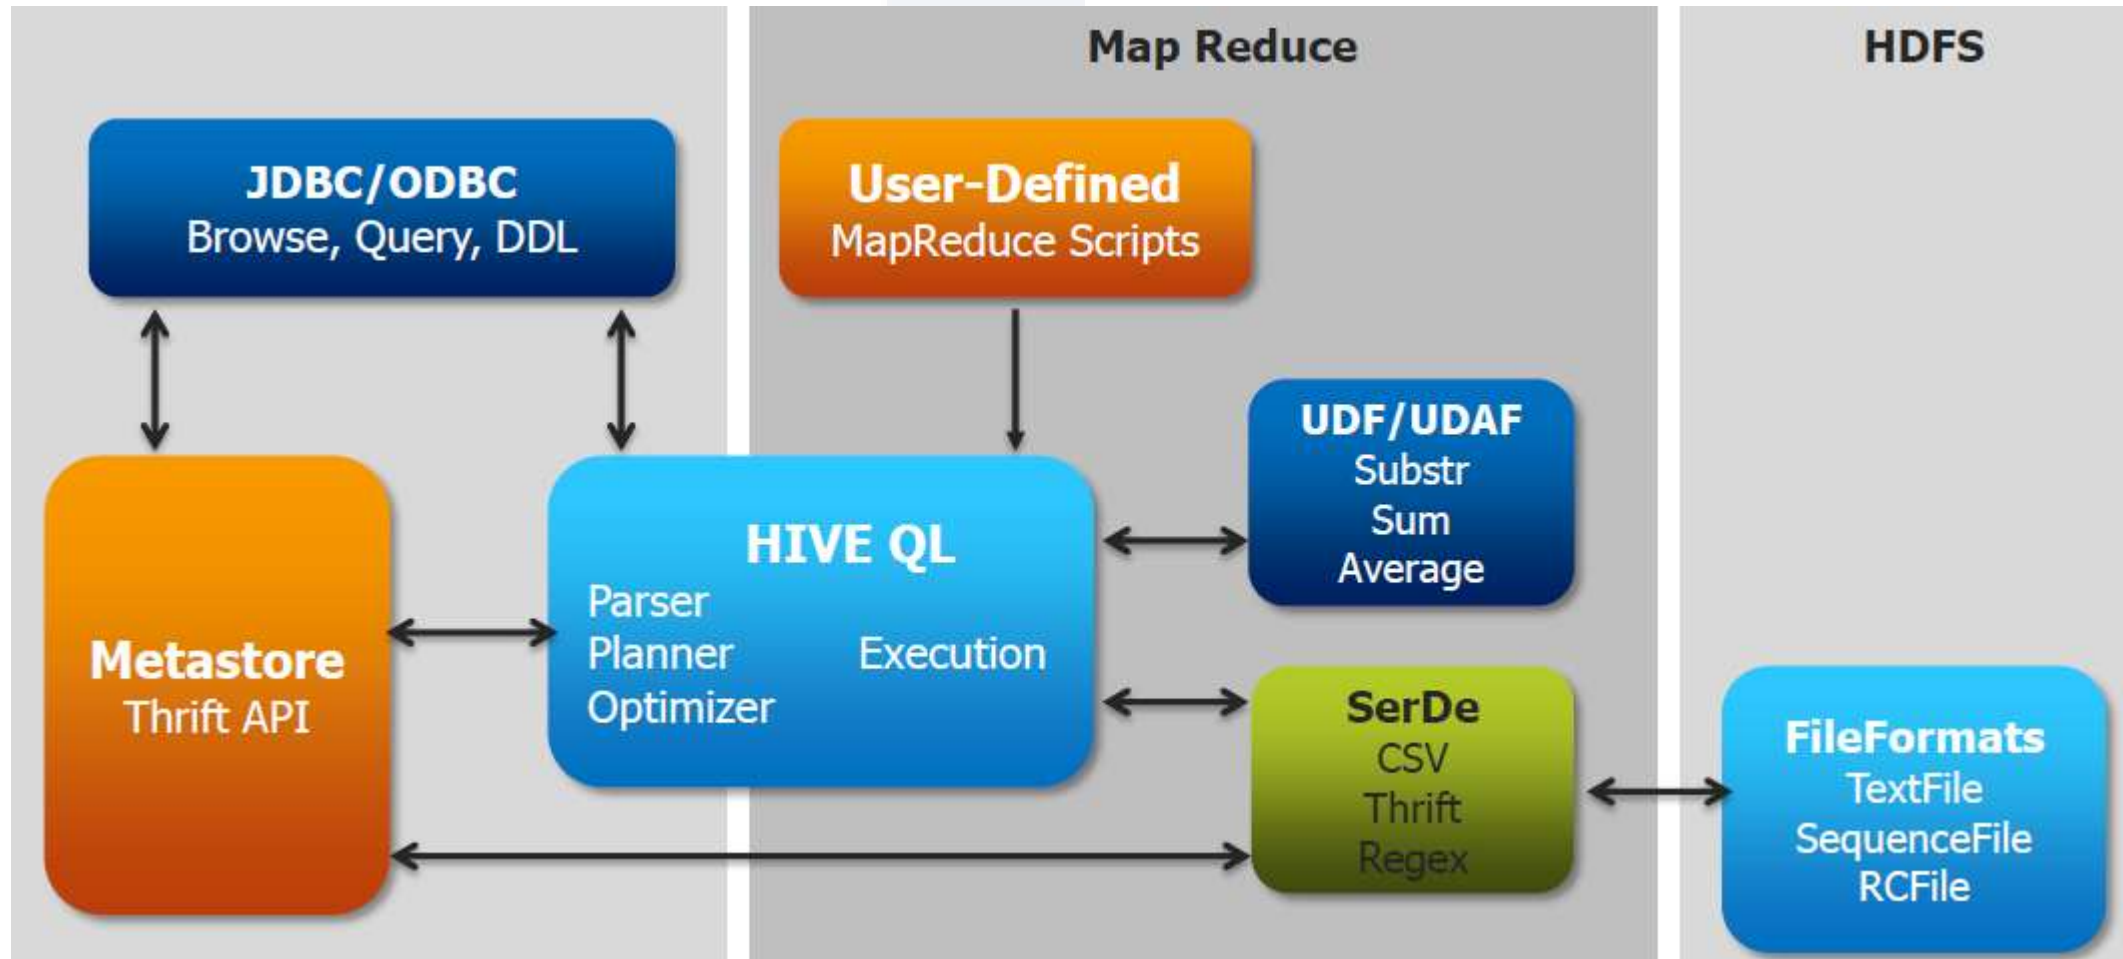 Map Reduce
HDFS
JDBC/ODBC
Browse, Query, DDL
User-Defined
MapReduce Scripts
UDF/UDAF
Substr
Sum
Average
HIVE QL
Parser
Planner
Optimizer
Execution
Metastore
Thrift API
SerDe
CSV
Thrift
Regex
FileFormats
TextFile
SequenceFile
RCFile